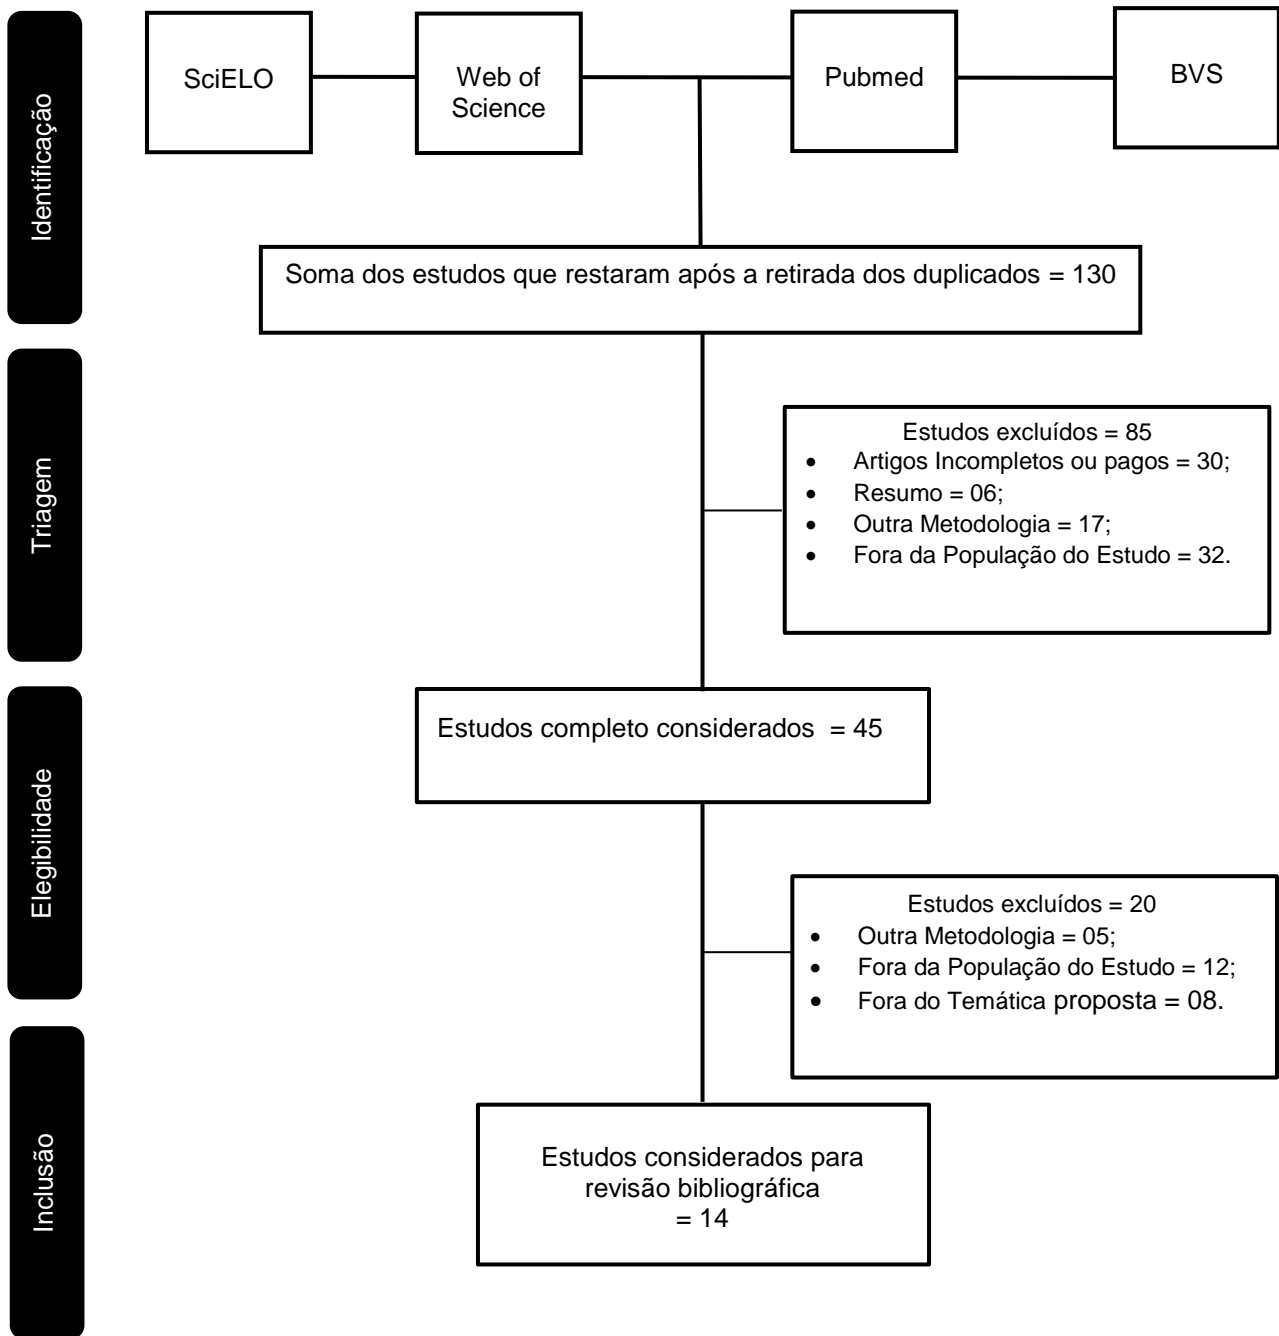 Identificação
SciELO
Web of
Science
Pubmed
BVS
Soma dos estudos que restaram após a retirada dos duplicados = 130
Triagem
Estudos excluídos = 85
• Artigos Incompletos ou pagos = 30;
• Resumo = 06;
• Outra Metodologia = 17;
• Fora da População do Estudo = 32.
Elegibilidade
Estudos completo considerados = 45
Estudos excluídos = 20
• Outra Metodologia = 05;
• Fora da População do Estudo = 12;
• Fora do Temática proposta = 08.
Inclusão
Estudos considerados para
revisão bibliográfica
= 14